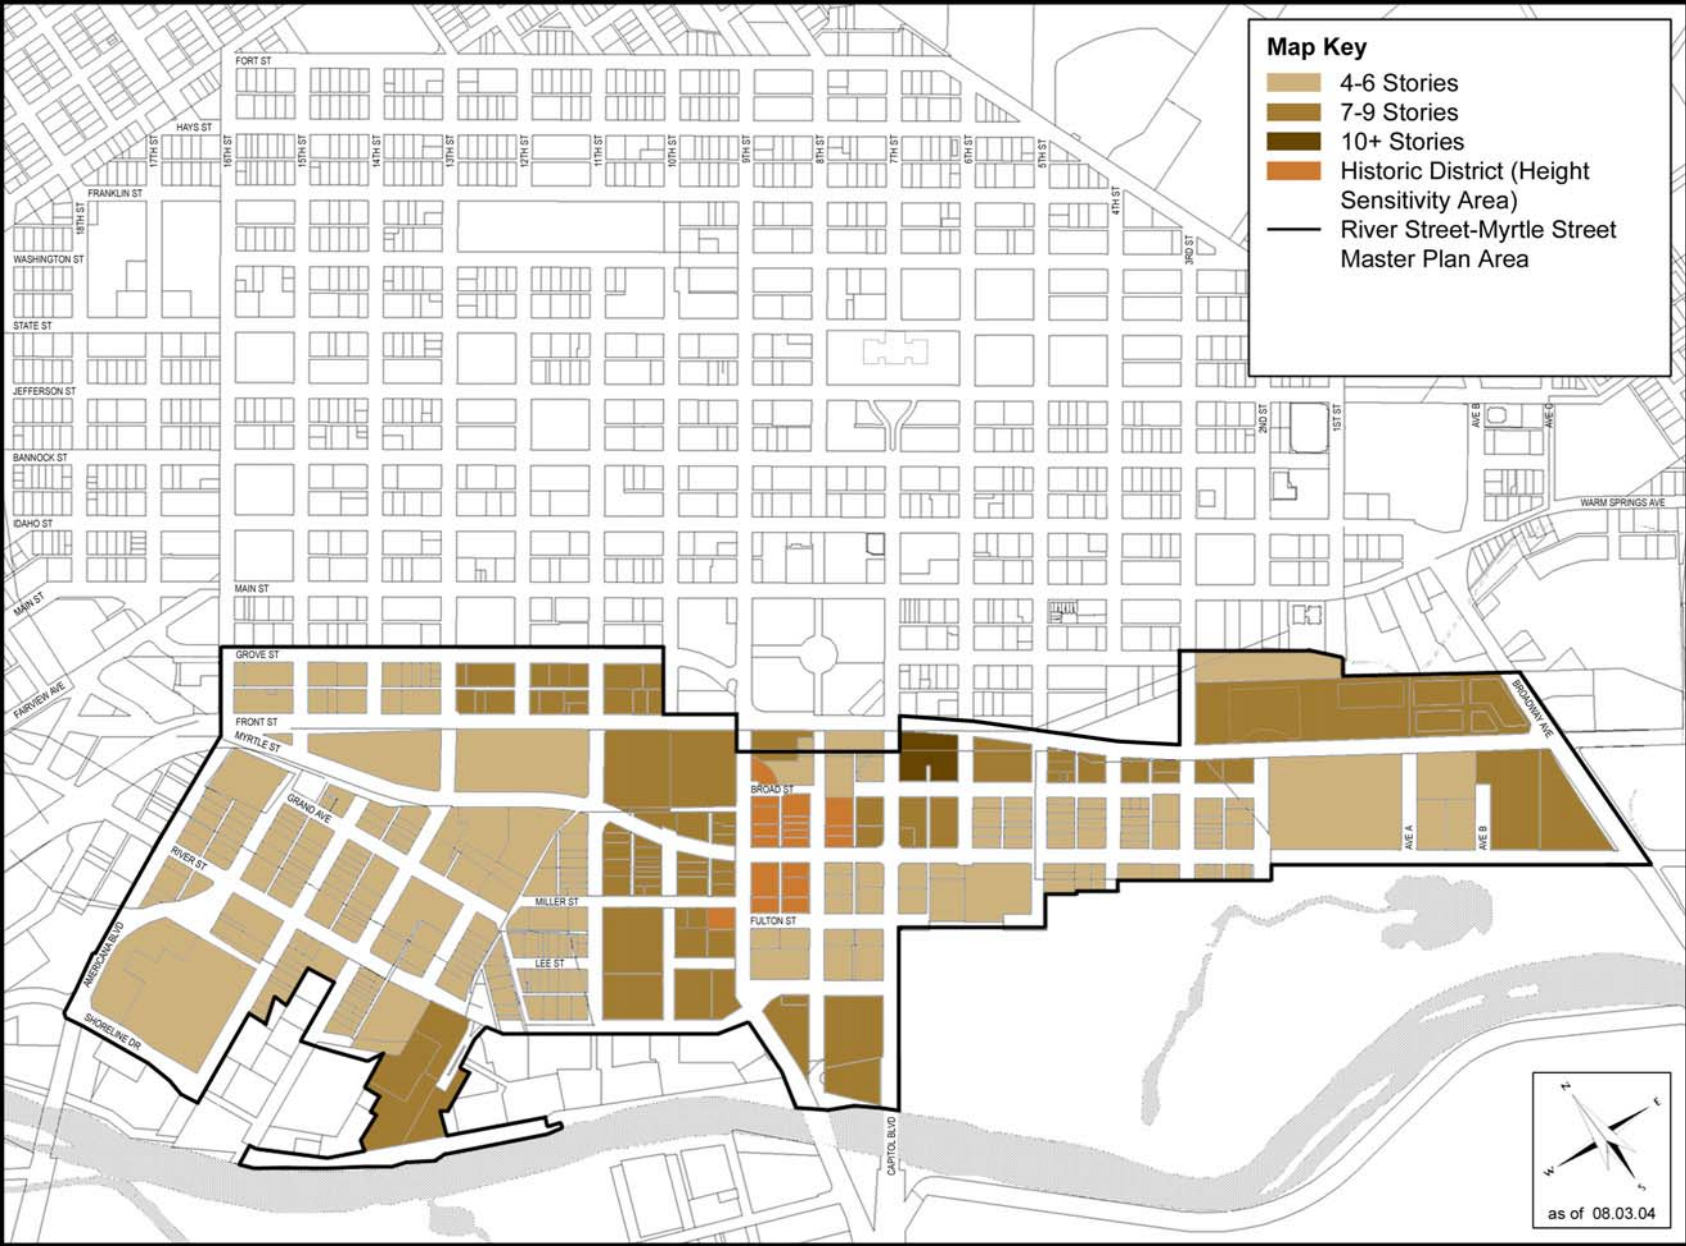 Map Key
4-6 Stories
7-9 Stories
10+ Stories
Historic District (Height
Sensitivity Area)
River Street-Myrtle Street
Master Plan Area
FORT ST
HAYS ST
17TH ST
16TH ST
15TH ST
14TH ST
13TH ST
12TH ST
11TH ST
10TH ST
9TH ST
8TH ST
7TH ST
6TH ST
5TH ST
FRANKLIN ST
18TH ST
4TH ST
3RD ST
WASHINGTON ST
STATE ST
JEFFERSON ST
2ND ST
1ST ST
AVE B
AVE C
BANNOCK ST
WARM SPRINGS AVE
IDAHO ST
MAIN ST
MAIN ST
GROVE ST
FAIRVIEW AVE
BROADWAY AVE
FRONT ST
MYRTLE ST
BROAD ST
GRAND AVE
AVE A
AVE B
RIVER ST
MILLER ST
FULTON ST
AMERICANA BLVD
LEE ST
SHORELINE DR
CAPITOL BLVD
N
E
W
S
as of 08.03.04